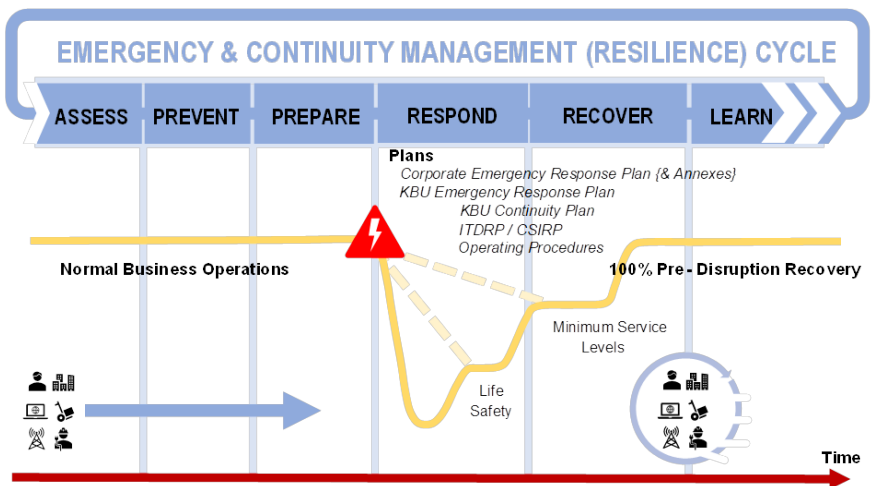 EMERGENCY & CONTINUITY MANAGEMENT (RESILIENCE) CYCLE
ASSESS
PREVENT
PREPARE
RESPOND
RECOVER
LEARN
Plans
Corporate Emergency Response Plan {& Annexes}
KBU Emergency Response Plan
KBU Continuity Plan
ITDRP / CSIRP
Operating Procedures
Normal Business Operations
100% Pre - Disruption Recovery
Minimum Service
Levels
Life
Safety
Time